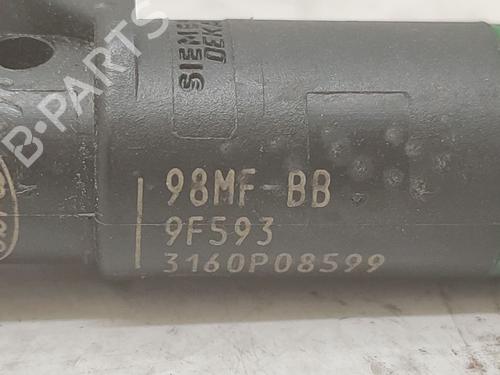 B-PARTS
SIEMENS
DEKA
98MF-BB
9F593
3160P08599